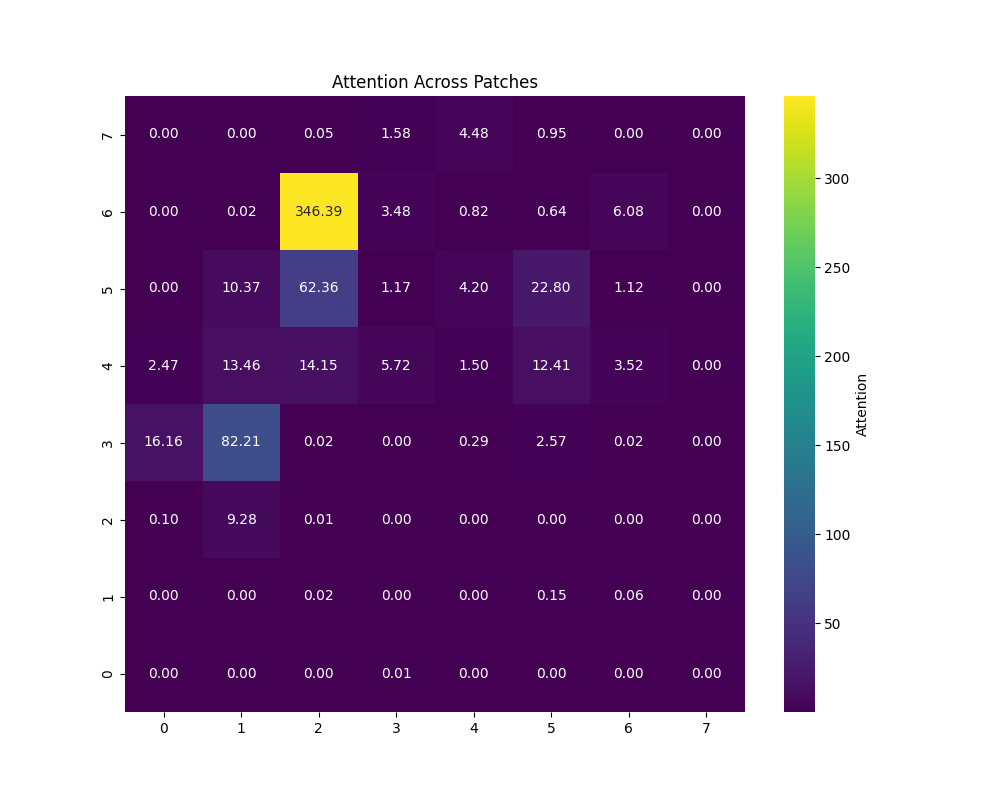 Attention Across Patches
7 0.00 0.00 0.05 1.58 4.48 0.95 0.00 0.00
6 0.00 0.02 346.39 3.48 0.82 0.64 6.08 0.00
5 0.00 10.37 62.36 1.17 4.20 22.80 1.12 0.00
4 2.47 13.46 14.15 5.72 1.50 12.41 3.52 0.00
3 16.16 82.21 0.02 0.00 0.29 2.57 0.02 0.00
2 0.10 9.28 0.01 0.00 0.00 0.00 0.00 0.00
1 0.00 0.00 0.02 0.00 0.00 0.15 0.06 0.00
0 0.00 0.00 0.00 0.01 0.00 0.00 0.00 0.00
0 1 2 3 4 5 6 7
300
250
200
150
100
50
Attention